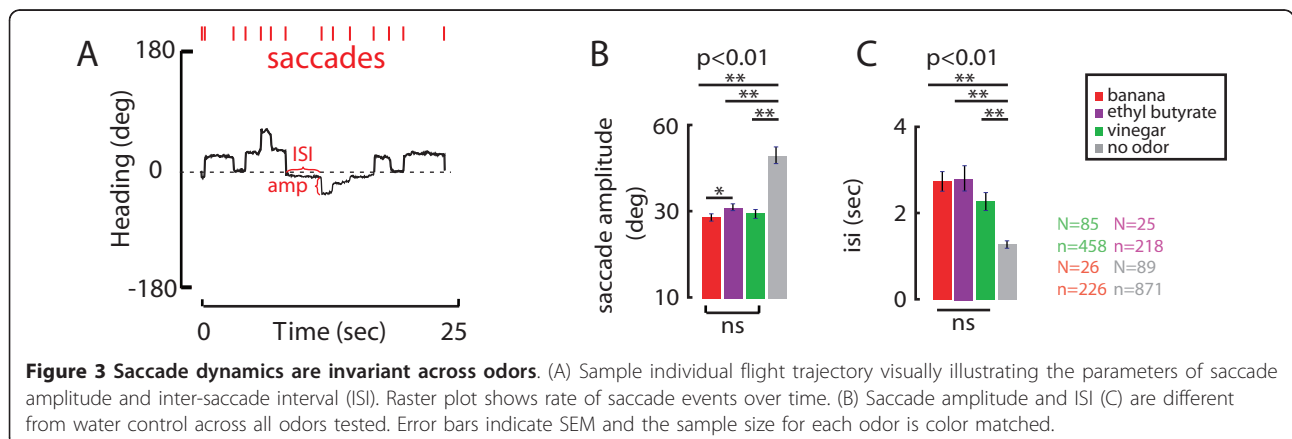 A
180
saccades
Heading (deg)
0
ISI
amp
-180
0
Time (sec)
25
B
p<0.01
**
**
**
*
saccade amplitude
(deg)
60
30
10
ns
C
p<0.01
**
**
**
isi (sec)
4
2
0
ns
banana
ethyl butyrate
vinegar
no odor
N=85 N=25
n=458 n=218
N=26 N=89
n=226 n=871
Figure 3 Saccade dynamics are invariant across odors. (A) Sample individual flight trajectory visually illustrating the parameters of saccade
amplitude and inter-saccade interval (ISI). Raster plot shows rate of saccade events over time. (B) Saccade amplitude and ISI (C) are different
from water control across all odors tested. Error bars indicate SEM and the sample size for each odor is color matched.